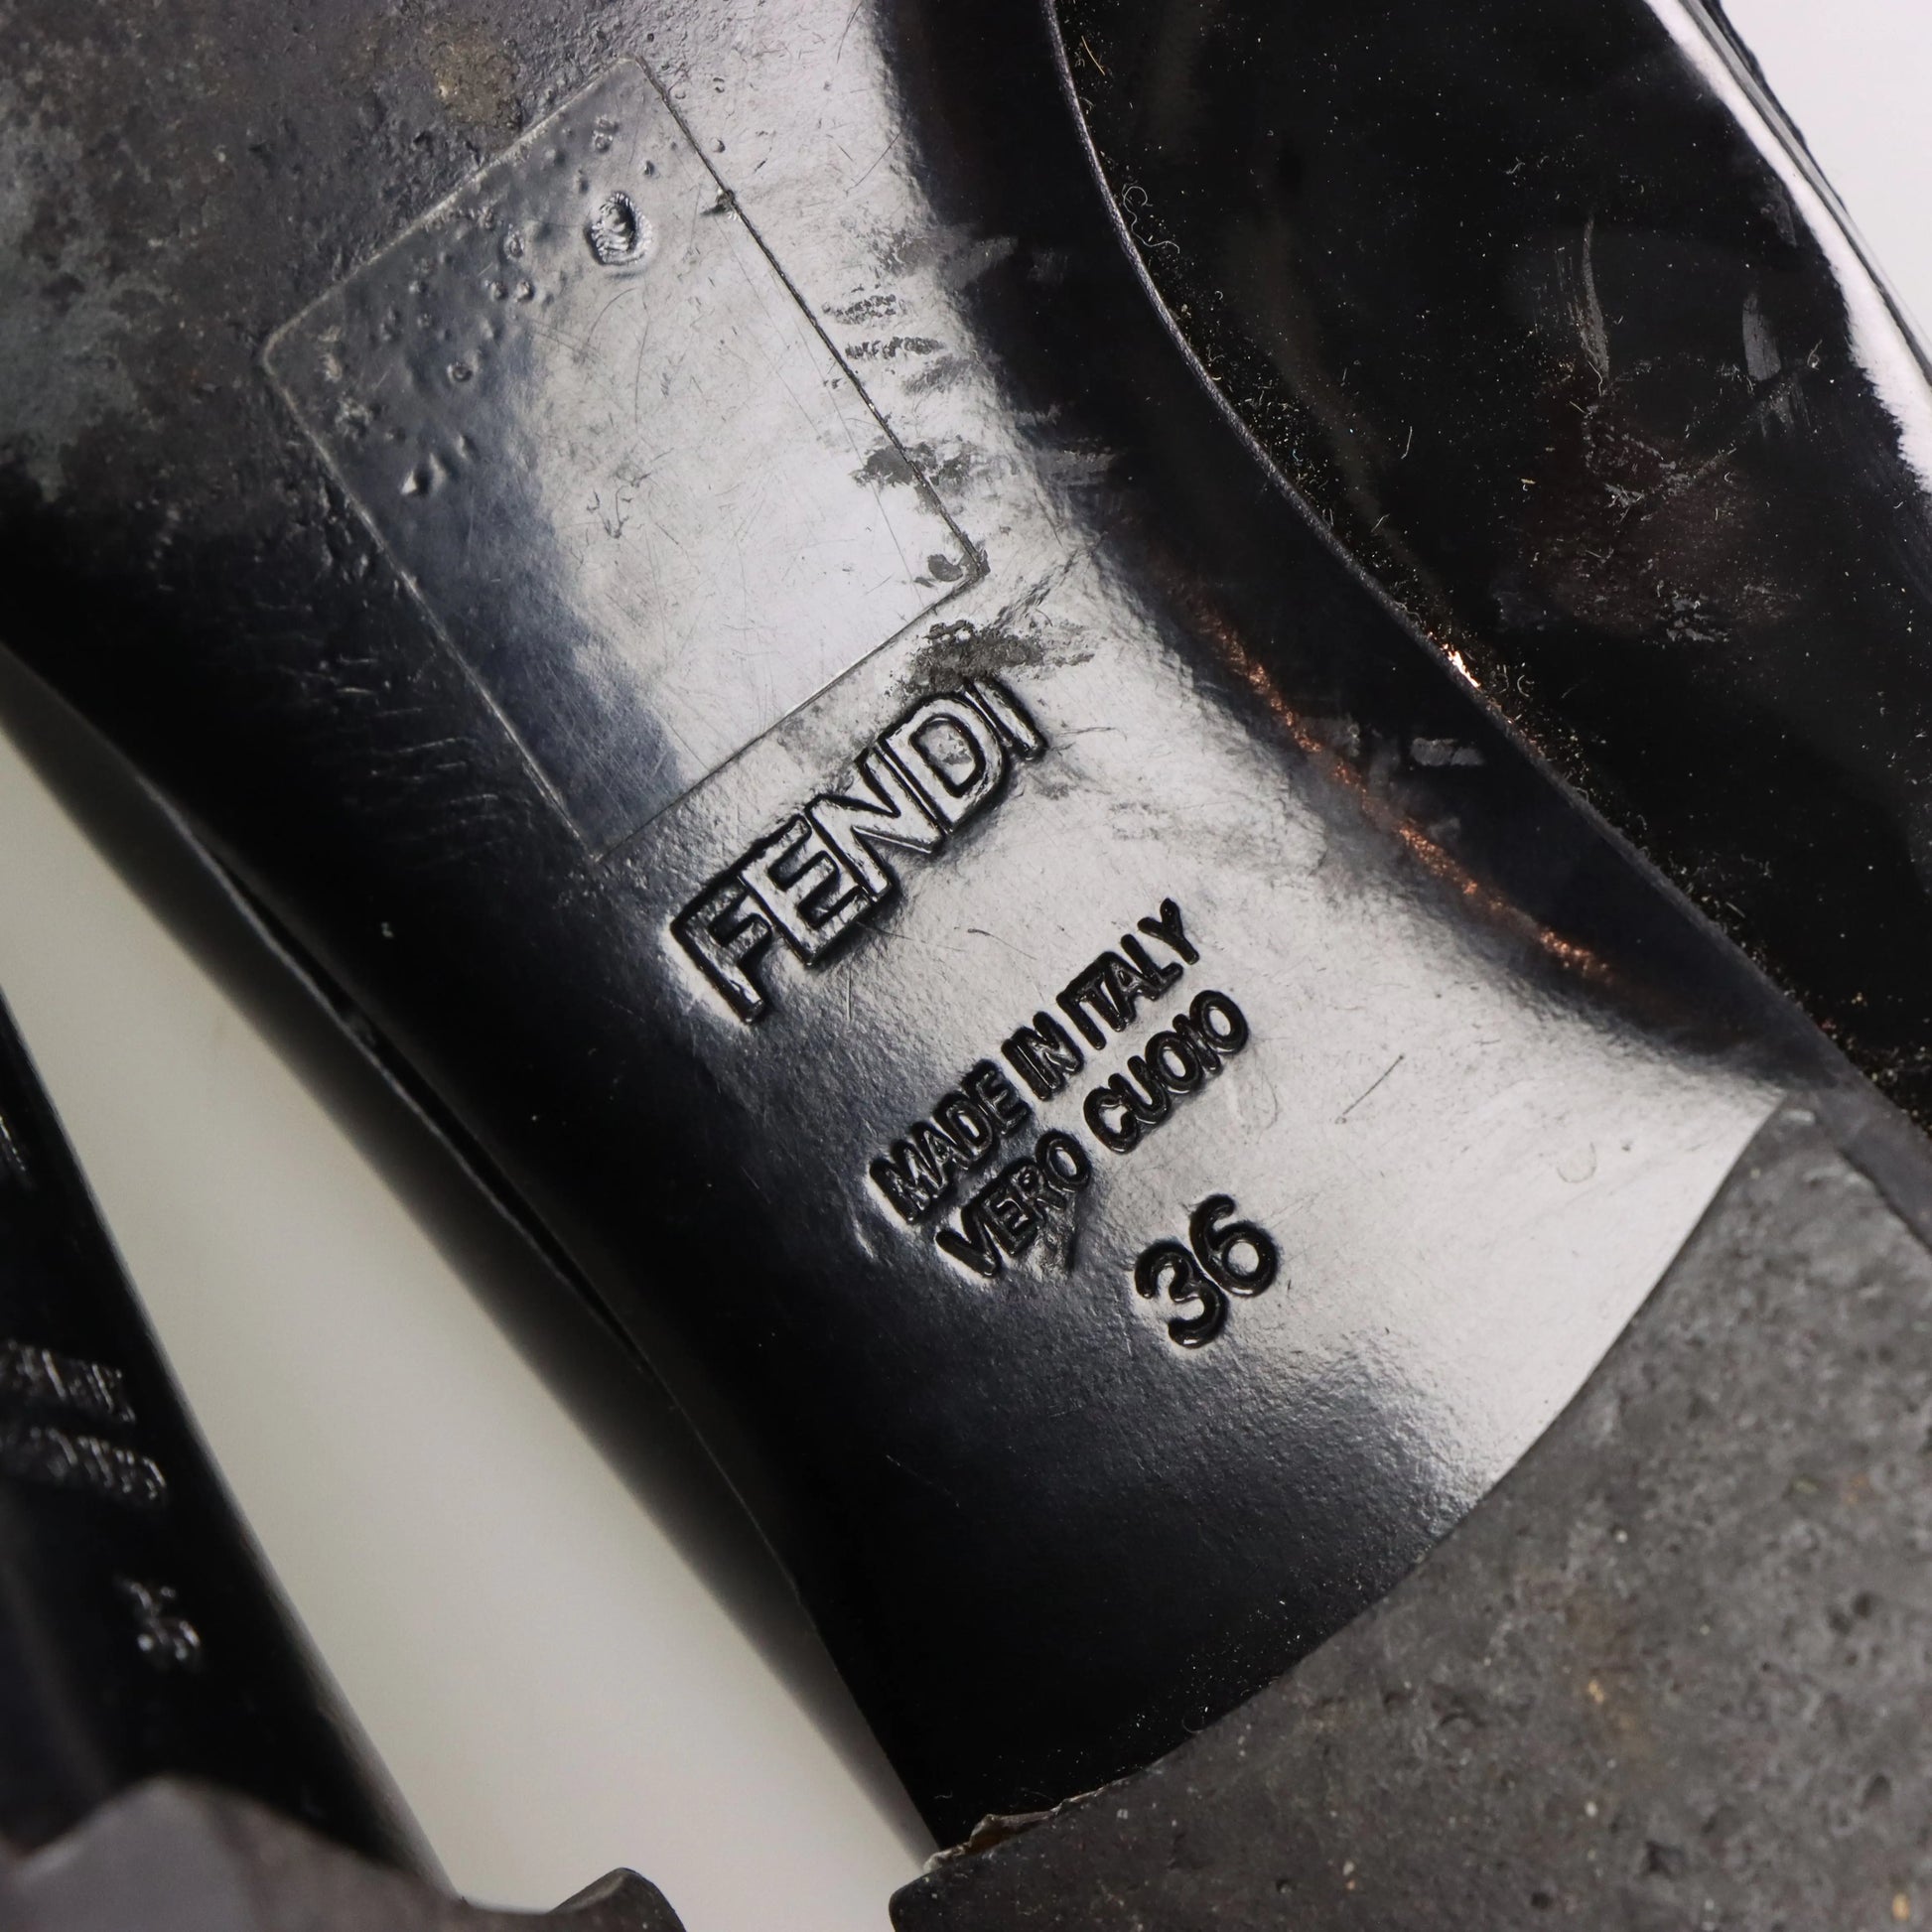 FENDI
MADE IN ITALY
VERO CUOIO
36